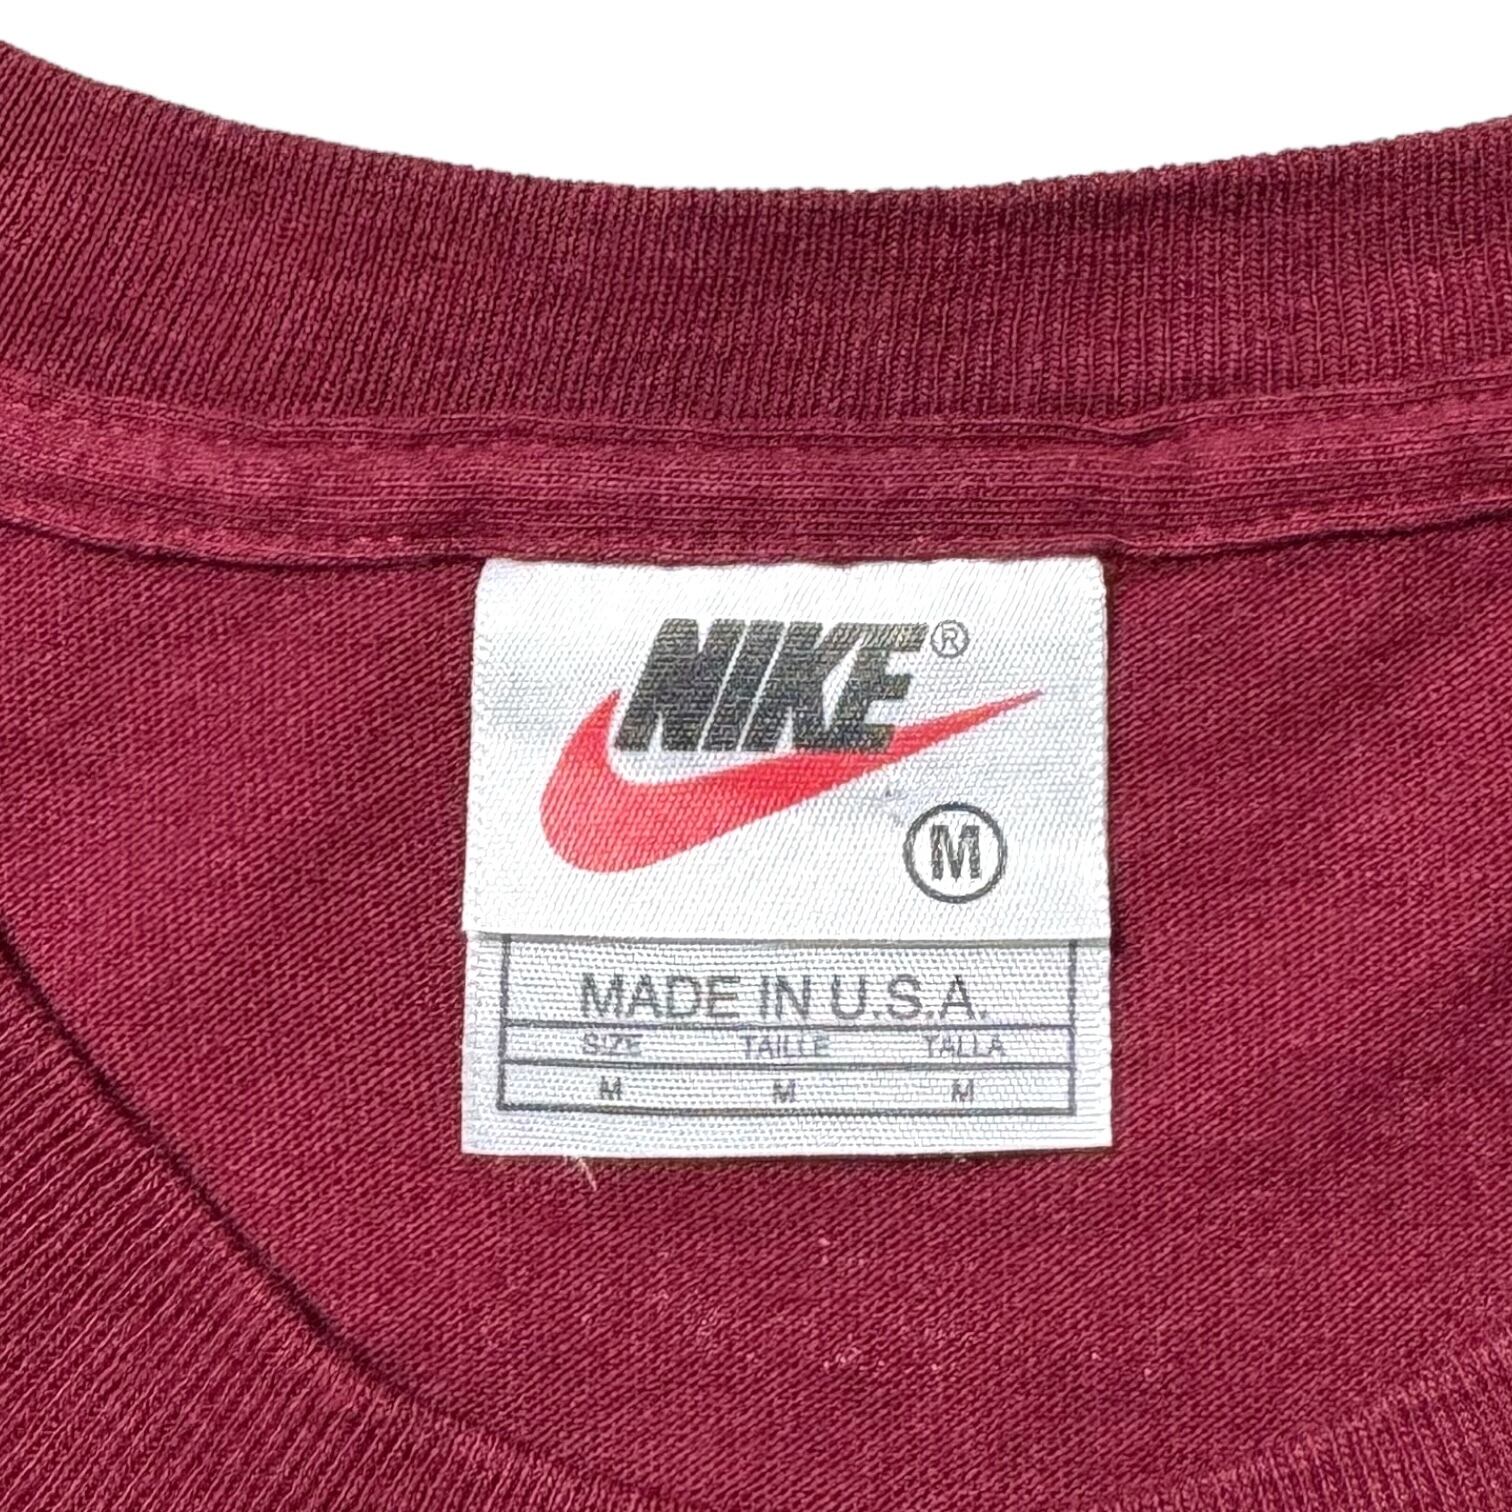 NIKE®
M
MADE IN U.S.A.
SIZE TAILLE TALLA
M M M